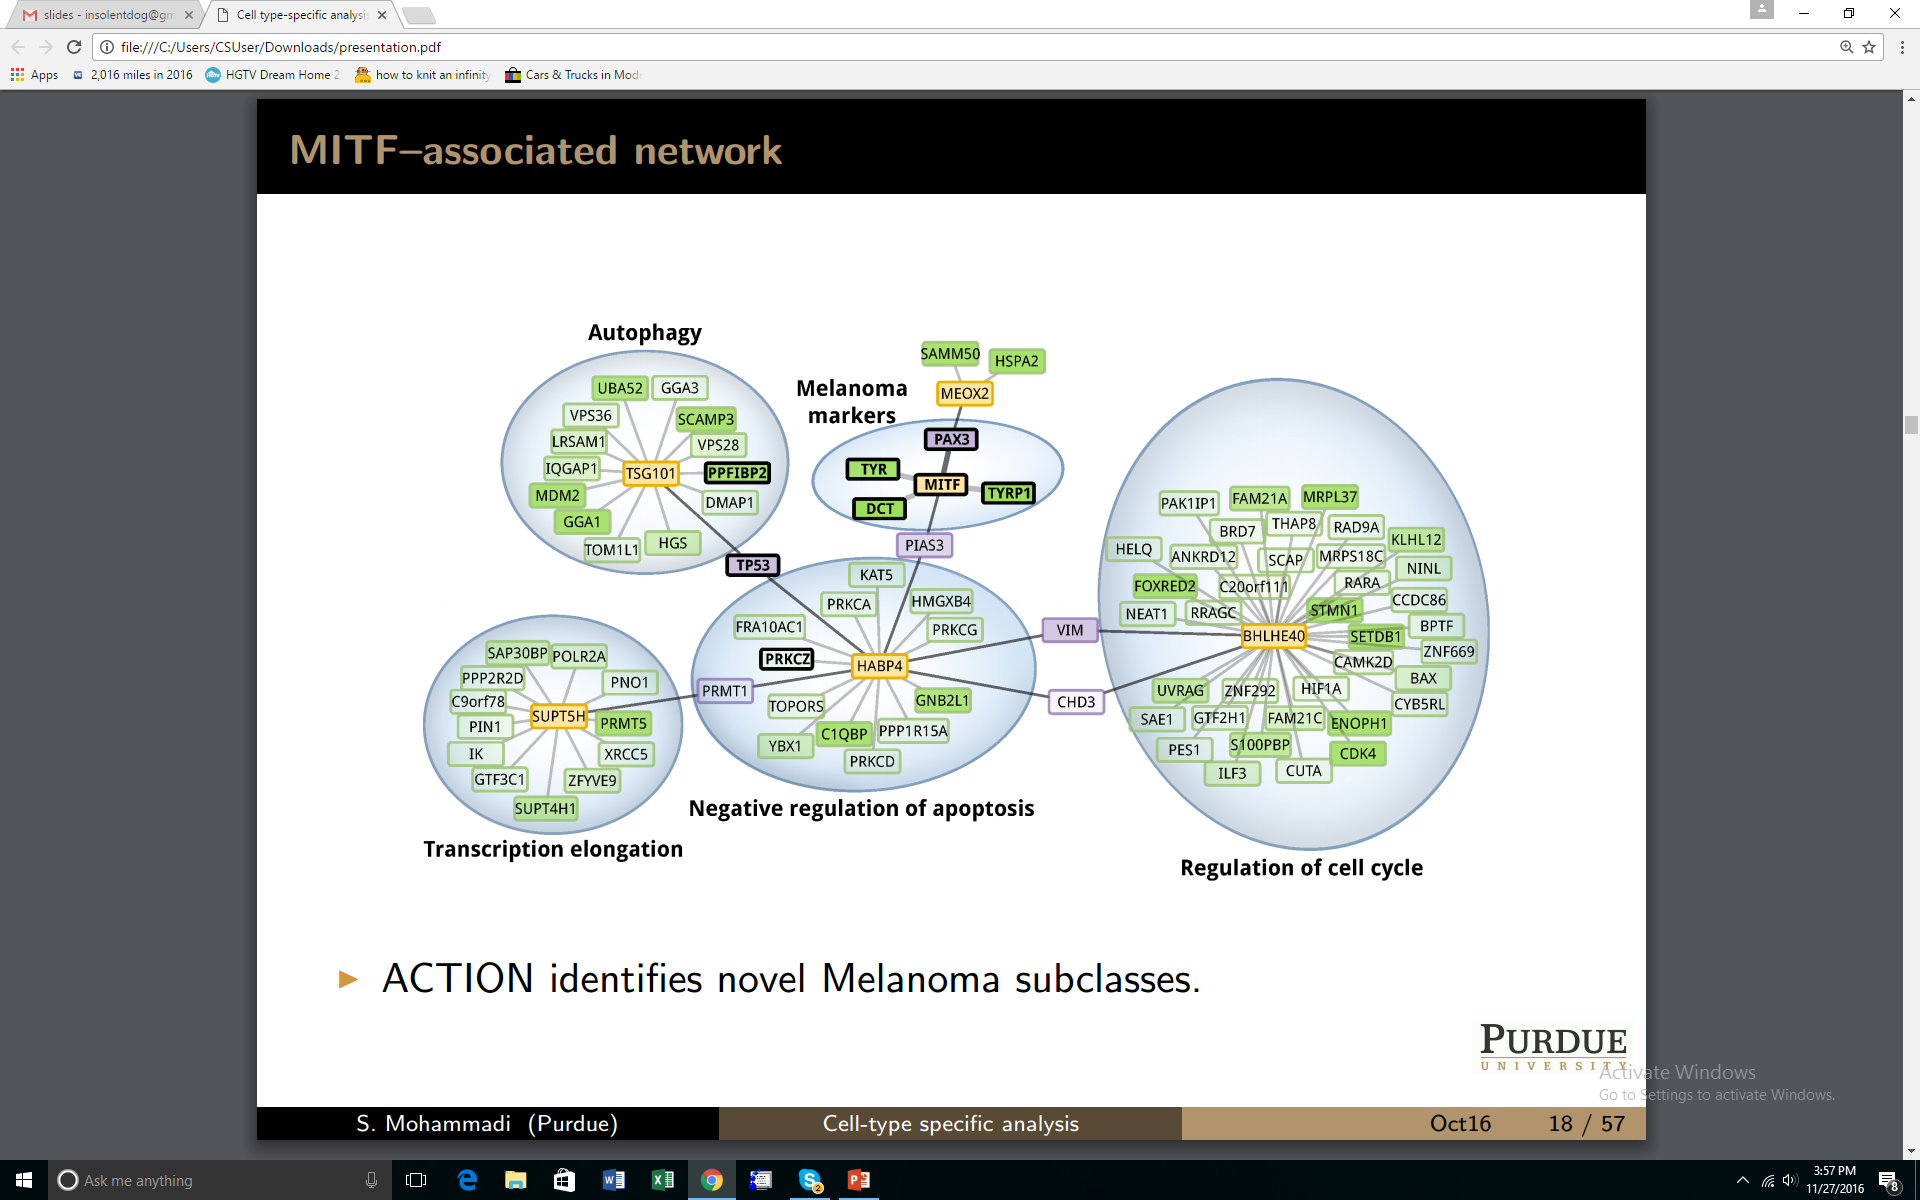 slides - insolentdog@gm
Cell type-specific analysis
file:///C:/Users/CSUser/Downloads/presentation.pdf
Apps
2,016 miles in 2016
HGTV Dream Home 2
how to knit an infinity
Cars & Trucks in Mod
MITF–associated network
Autophagy
UBA52 GGA3
VPS36 SCAMP3
LRSAM1 VPS28
IQGAP1 TSG101 PPFIBP2
MDM2 DMAP1
GGA1
TOM1L1 HGS
TP53
SAMM50 HSPA2
MEOX2
Melanoma
markers
PAX3
TYR MITF TYRP1
DCT
PIAS3
KAT5
PRKCA HMGXB4
FRA10AC1 PRKCG
PRKCZ HABP4
PRMT1
TOPORS GNB2L1
YBX1 C1QBP PPP1R15A
PRKCD
Negative regulation of apoptosis
VIM
CHD3
SAP30BP POLR2A
PPP2R2D PNO1
C9orf78 SUPT5H
PIN1 PRMT5
IK XRCC5
GTF3C1 ZFYVE9
SUPT4H1
Transcription elongation
PAK1IP1 FAM21A MRPL37
BRD7 THAP8 RAD9A
HELQ ANKRD12 SCAP MRPS18C KLHL12
NINL
FOXRED2 C20orf111 RARA
NEAT1 RRAGC STMN1 CCDC86
BHLHE40 SETDB1 BPTF
CAMK2D ZNF669
UVRAG ZNF292 HIF1A BAX
SAE1 GTF2H1 FAM21C ENOPH1 CYB5RL
PES1 S100PBP CDK4
ILF3 CUTA
Regulation of cell cycle
ACTION identifies novel Melanoma subclasses.
PURDUE
UNIVERSITY
Activate Windows
Go to Settings to activate Windows.
S. Mohammadi (Purdue)
Cell-type specific analysis
Oct16 18 / 57
Ask me anything
3:57 PM
11/27/2016
2
8